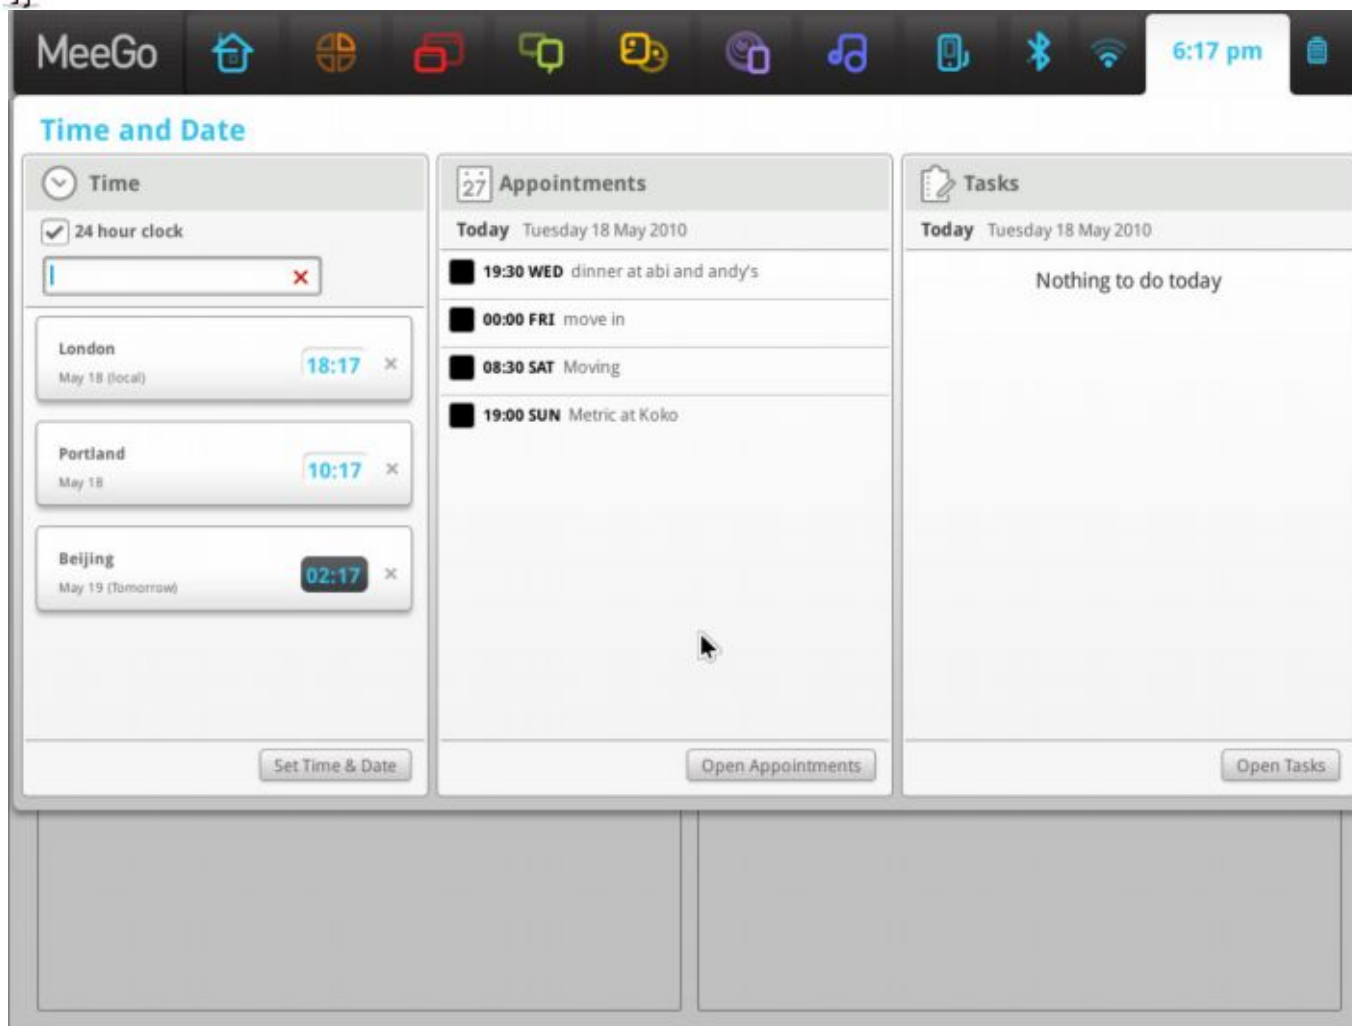 MeeGo
6:17 pm
Time and Date
Time
24 hour clock
London
May 18 (local)
18:17
Portland
May 18
10:17
Beijing
May 19 (Tomorrow)
02:17
Set Time & Date
27 Appointments
Today Tuesday 18 May 2010
19:30 WED dinner at abi and andy's
00:00 FRI move in
08:30 SAT Moving
19:00 SUN Metric at Koko
Open Appointments
Tasks
Today Tuesday 18 May 2010
Nothing to do today
Open Tasks